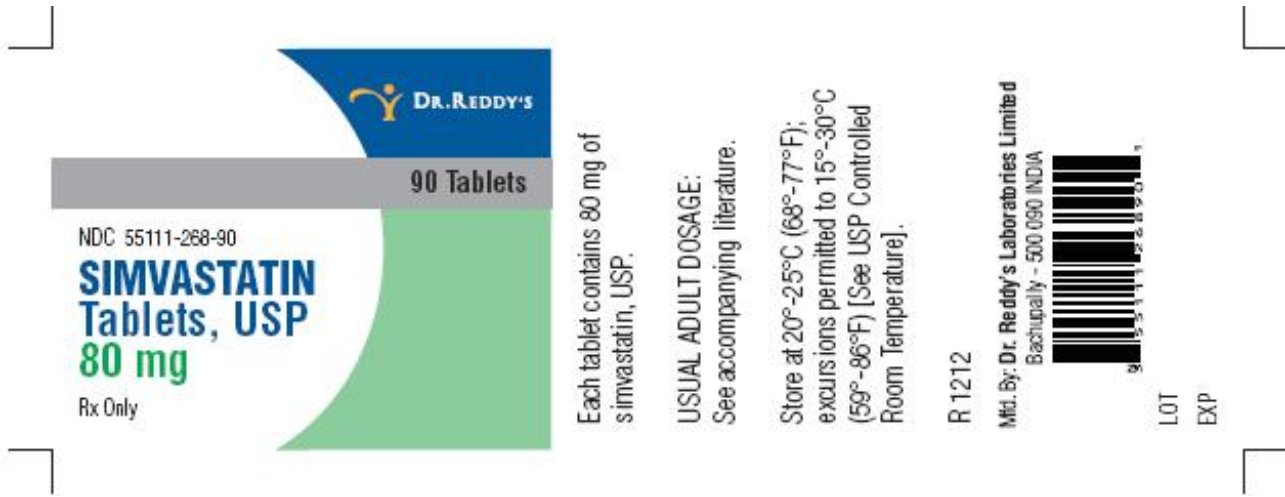 DR.REDDY'S
90 Tablets
NDC 55111-268-90
SIMVASTATIN
Tablets, USP
80 mg
Rx Only
Each tablet contains 80 mg of
simvastatin, USP.
USUAL ADULT DOSAGE:
See accompanying literature.
Store at 20°-25°C (68°-77°F);
excursions permitted to 15°-30°C
(59°-86°F) [See USP Controlled
Room Temperature].
R1212
Mfd. By: Dr. Reddy's Laboratories Limited
Bachupally - 500 090 INDIA
LOT
EXP